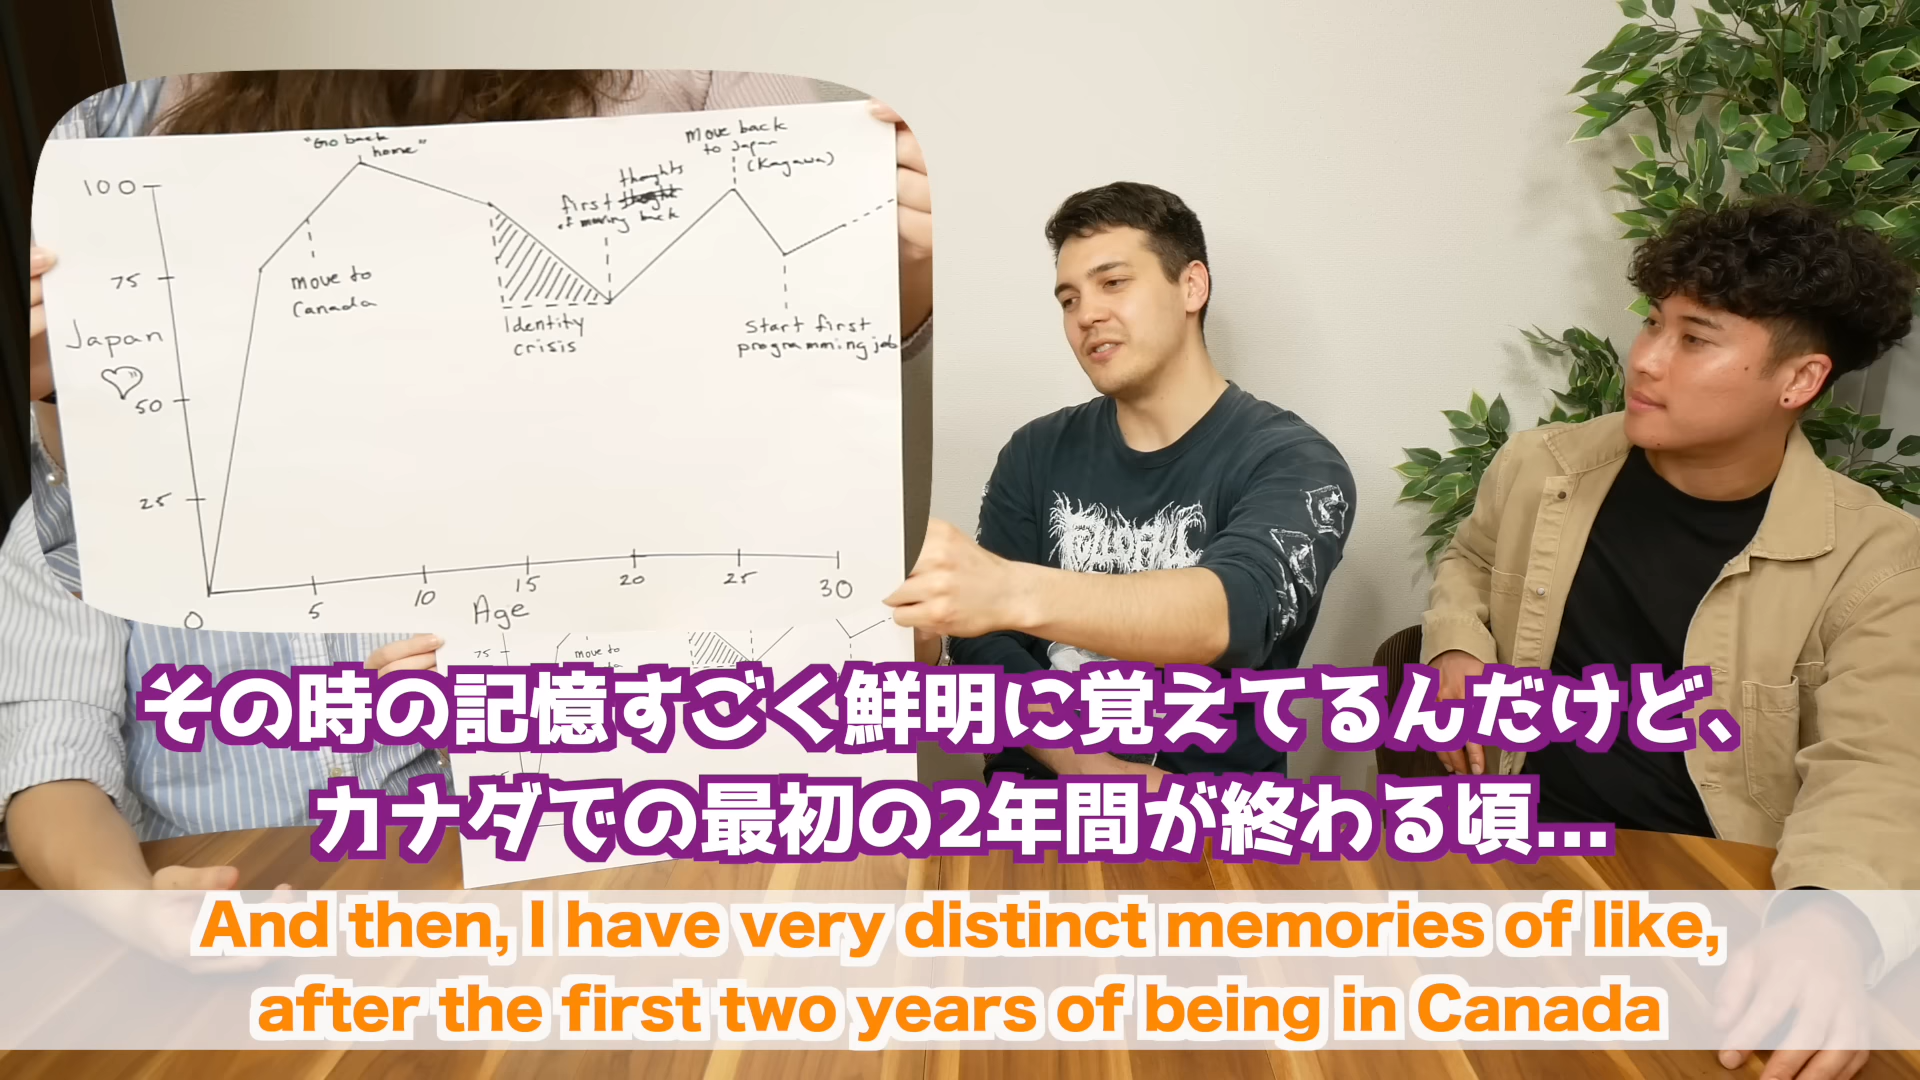 "Go back
home"
100
move to
Canada
first thoughts
of moving back
move back
to Japan
(Kagawa)
75
Japan
50
Identity
crisis
start first
programming job
25
0
5
10
15
20
25
30
Age
75
move to
その時の記憶すごく鮮明に覚えてるんだけど、
カナダでの最初の2年間が終わる頃...
And then, I have very distinct memories of like,
after the first two years of being in Canada